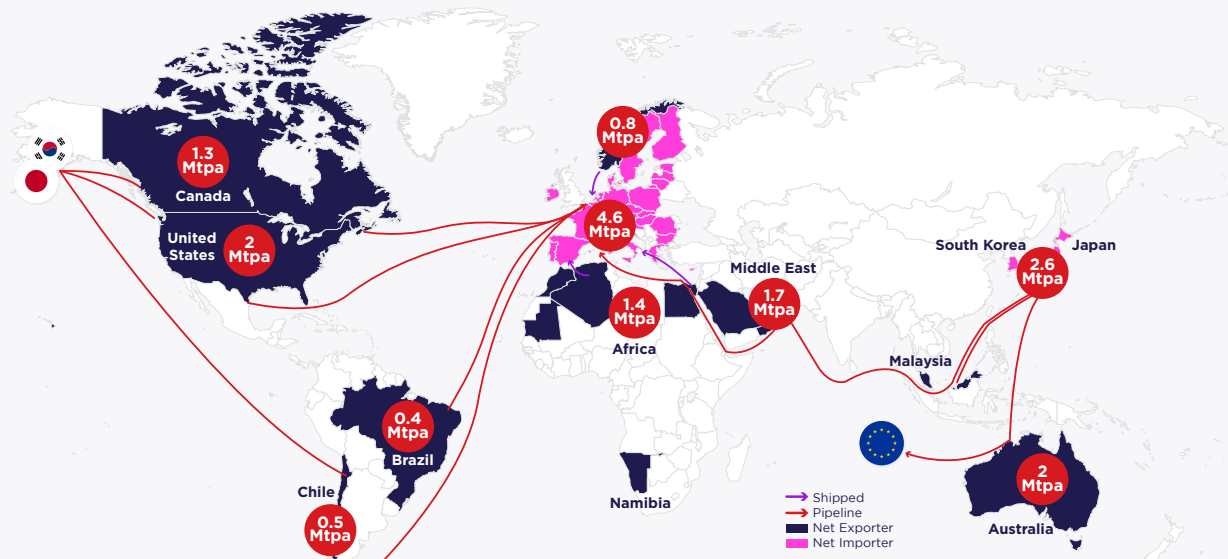 0.8
Mtpa
1.3
Mtpa
Canada
4.6
Mtpa
United
States
2
Mtpa
South Korea
Japan
2.6
Mtpa
Middle East
1.7
Mtpa
1.4
Mtpa
Africa
Malaysia
0.4
Mtpa
Brazil
Chile
0.5
Mtpa
Namibia
2
Mtpa
Australia
Shipped
Pipeline
Net Exporter
Net Importer